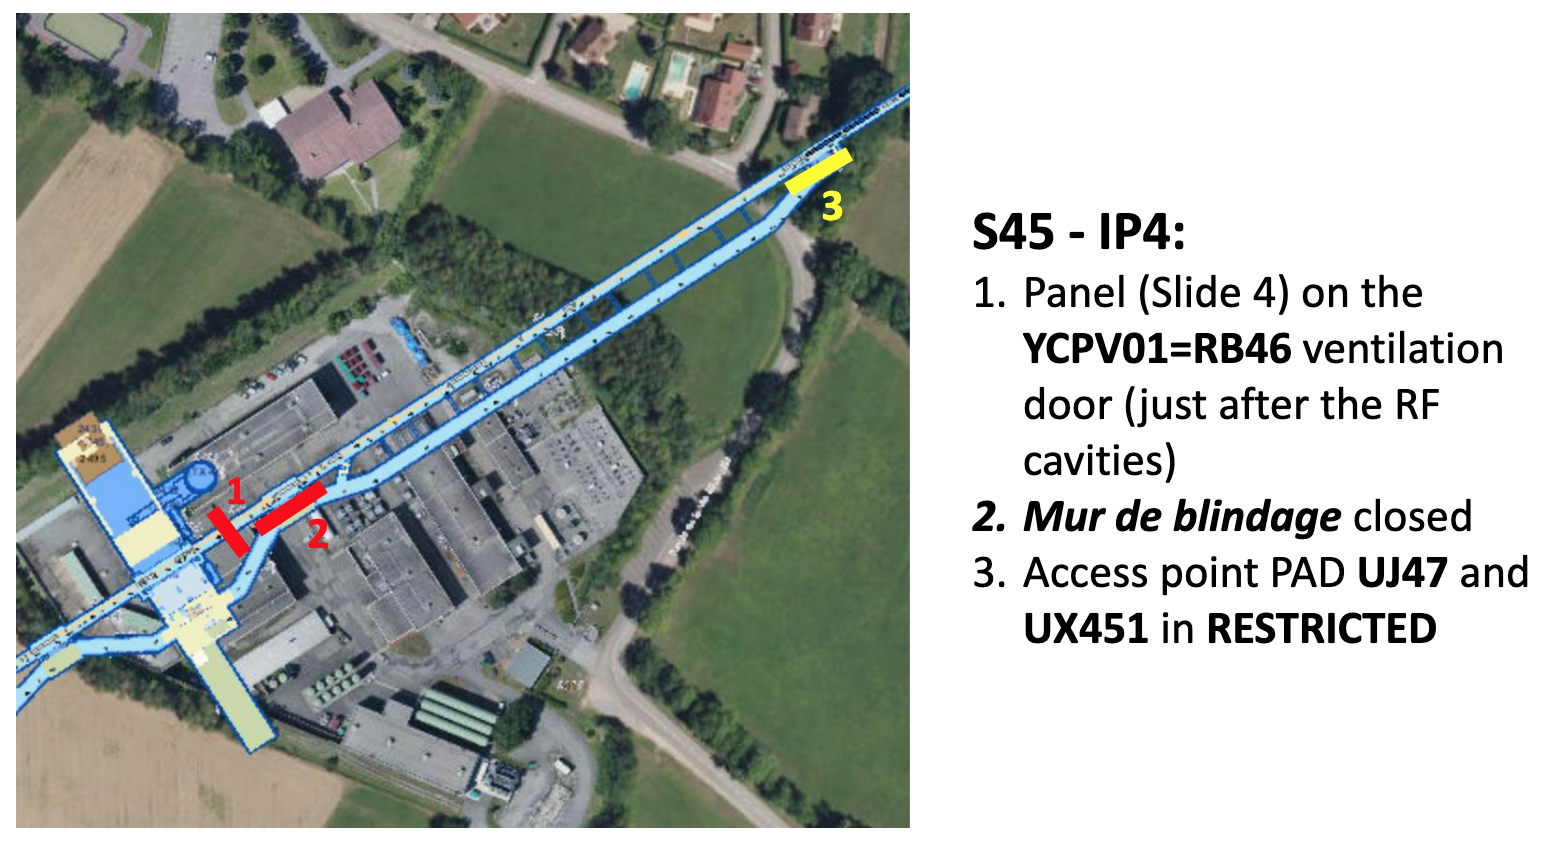 1
2
3
S45 - IP4:
1. Panel (Slide 4) on the
YCPV01=RB46 ventilation
door (just after the RF
cavities)
2. Mur de blindage closed
3. Access point PAD UJ47 and
UX451 in RESTRICTED